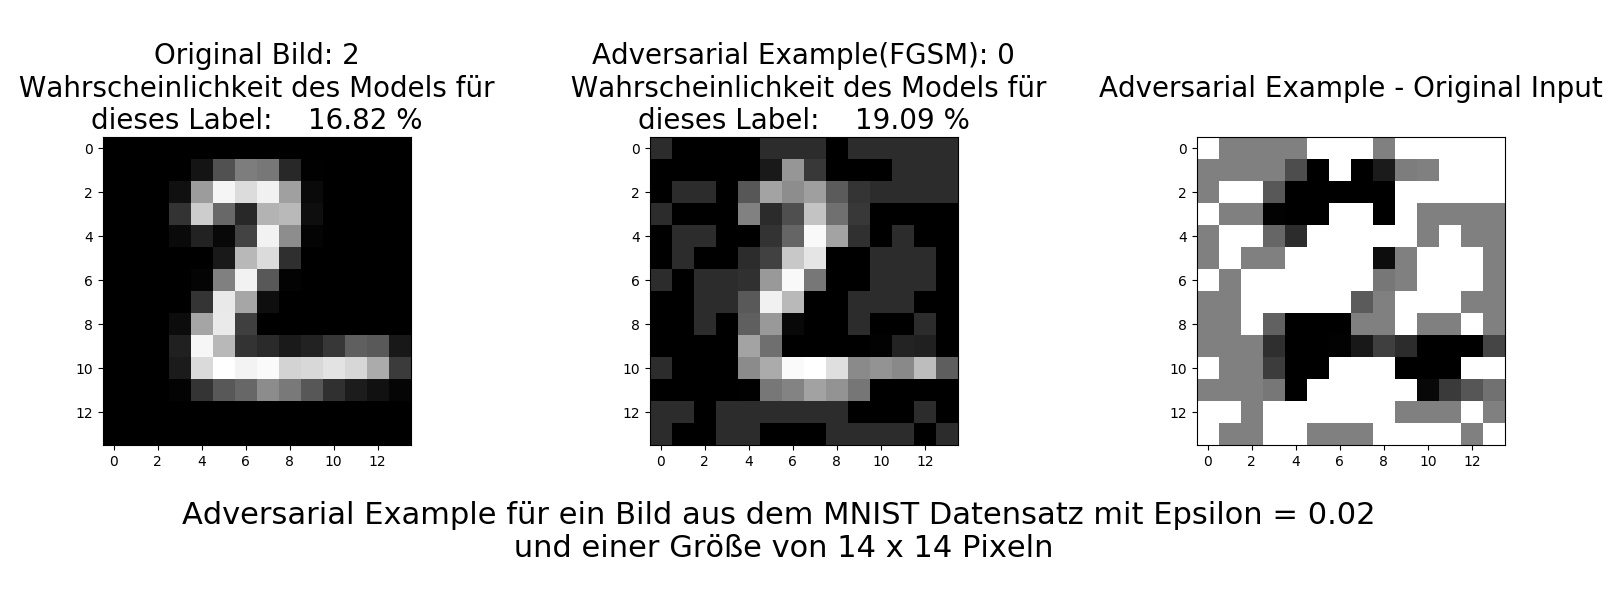 Original Bild: 2
Wahrscheinlichkeit des Models für
dieses Label: 16.82 %
0
2
4
6
8
10
12
0 2 4 6 8 10 12
Adversarial Example(FGSM): 0
Wahrscheinlichkeit des Models für
dieses Label: 19.09 %
0
2
4
6
8
10
12
0 2 4 6 8 10 12
Adversarial Example - Original Input
0
2
4
6
8
10
12
0 2 4 6 8 10 12
Adversarial Example für ein Bild aus dem MNIST Datensatz mit Epsilon = 0.02
und einer Größe von 14 x 14 Pixeln